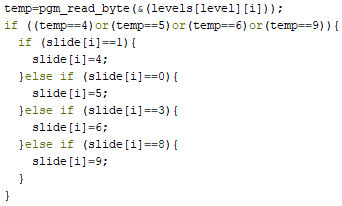 temp=pgm_read_byte(&(levels[level][i]));
if ((temp==4)or(temp==5)or(temp==6)or(temp==9)){
  if (slide[i]==1){
    slide[i]=4;
  }else if (slide[i]==0){
    slide[i]=5;
  }else if (slide[i]==3){
    slide[i]=6;
  }else if (slide[i]==8){
    slide[i]=9;
  }
}